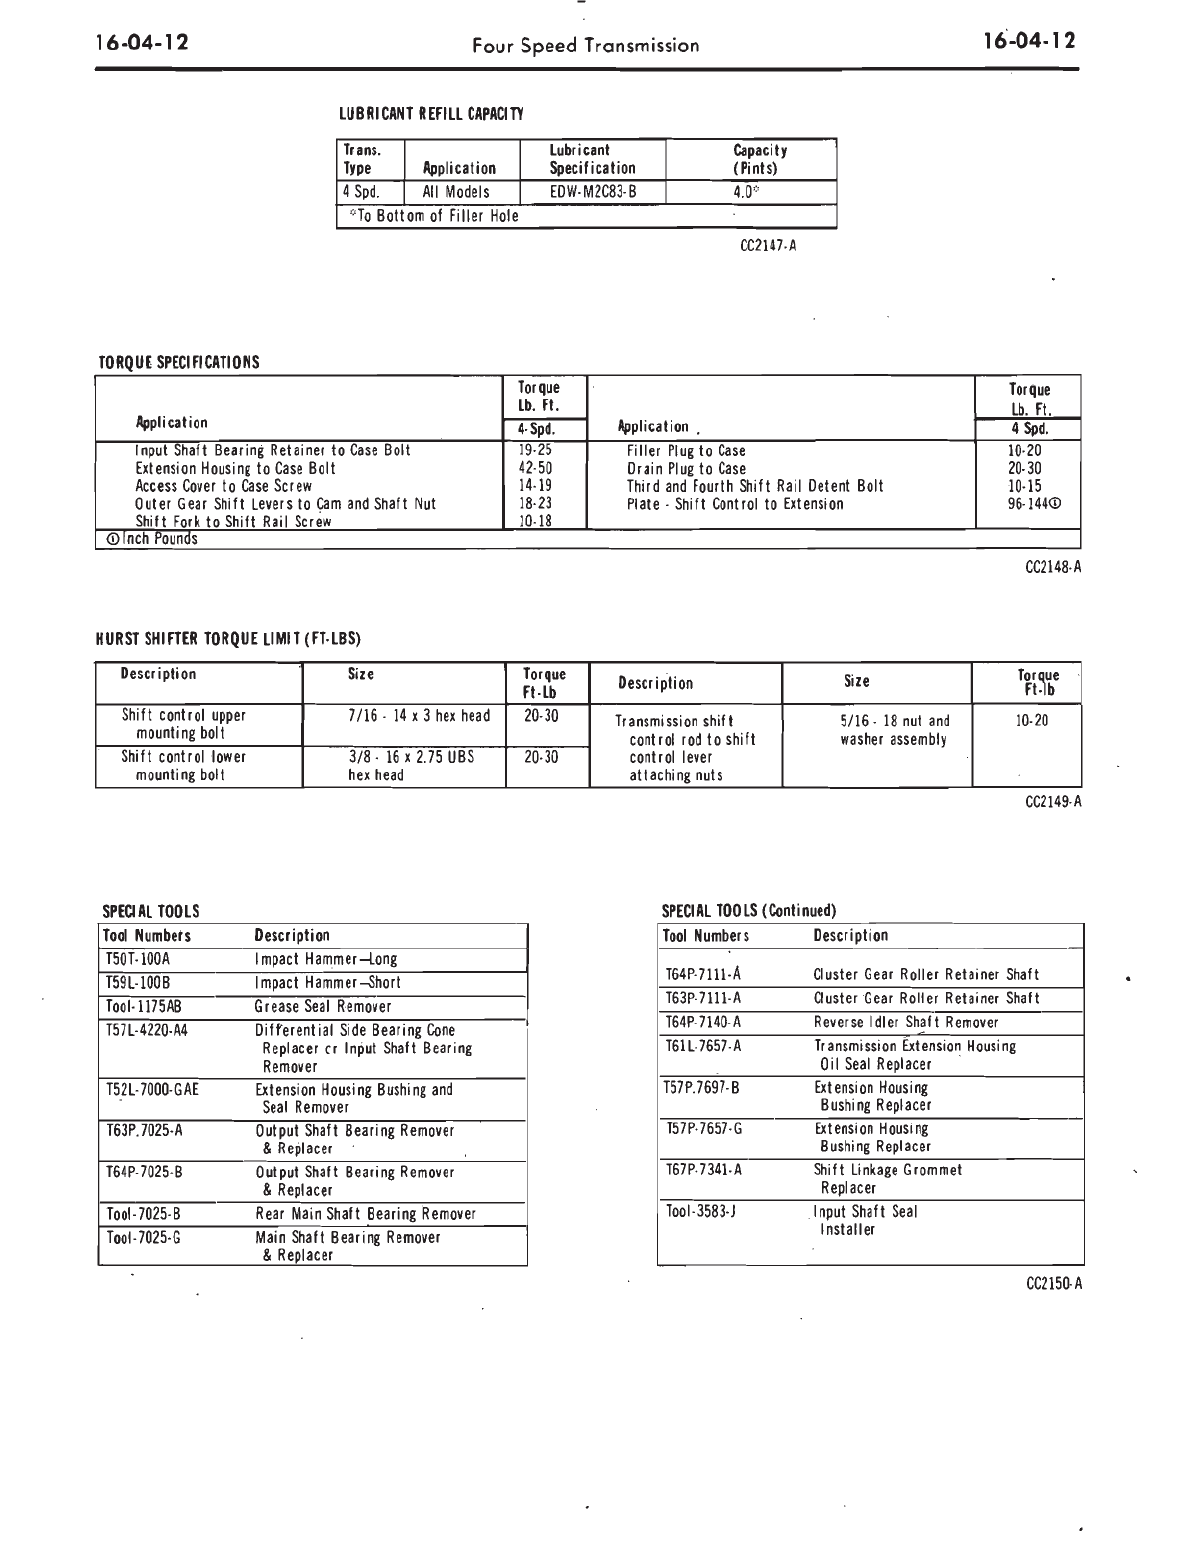 16-04-12 Four Speed Transmission 16-04-12
LUBRICANT REFILL CAPACITY
Trans. Type Application Lubricant Specification Capacity (Pints)
4 Spd. All Models EDW-M2C83-B 4.0*
*To Bottom of Filler Hole
CC2147-A
TORQUE SPECIFICATIONS
Application Torque Lb. Ft. 4-Spd. Application Torque Lb. Ft. 4 Spd.
Input Shaft Bearing Retainer to Case Bolt 19-25 Filler Plug to Case 10-20
Extension Housing to Case Bolt 42-50 Drain Plug to Case 20-30
Access Cover to Case Screw 14-19 Third and Fourth Shift Rail Detent Bolt 10-15
Outer Gear Shift Levers to Cam and Shaft Nut 18-23 Plate - Shift Control to Extension 96-144①
Shift Fork to Shift Rail Screw 10-18
① Inch Pounds
CC2148-A
HURST SHIFTER TORQUE LIMIT (FT-LBS)
Description Size Torque Ft-Lb Description Size Torque Ft-lb
Shift control upper mounting bolt 7/16 - 14 x 3 hex head 20-30
Shift control lower mounting bolt 3/8 - 16 x 2.75 UBS hex head 20-30
Transmission shift control rod to shift control lever attaching nuts 5/16 - 18 nut and washer assembly 10-20
CC2149-A
SPECIAL TOOLS
Tool Numbers Description
T50T-100A Impact Hammer—Long
T59L-100B Impact Hammer—Short
Tool-1175AB Grease Seal Remover
T57L-4220-A4 Differential Side Bearing Cone
Replacer cr Input Shaft Bearing
Remover
T52L-7000-GAE Extension Housing Bushing and
Seal Remover
T63P.7025-A Output Shaft Bearing Remover
& Replacer
T64P-7025-B Output Shaft Bearing Remover
& Replacer
Tool-7025-B Rear Main Shaft Bearing Remover
Tool-7025-G Main Shaft Bearing Remover
& Replacer
SPECIAL TOOLS (Continued)
Tool Numbers Description
T64P-7111-A Cluster Gear Roller Retainer Shaft
T63P-7111-A Cluster Gear Roller Retainer Shaft
T64P-7140-A Reverse Idler Shaft Remover
T61L-7657-A Transmission Extension Housing
Oil Seal Replacer
T57P.7697-B Extension Housing
Bushing Replacer
T57P-7657-G Extension Housing
Bushing Replacer
T67P-7341-A Shift Linkage Grommet
Replacer
Tool-3583-J Input Shaft Seal
Installer
CC2150-A